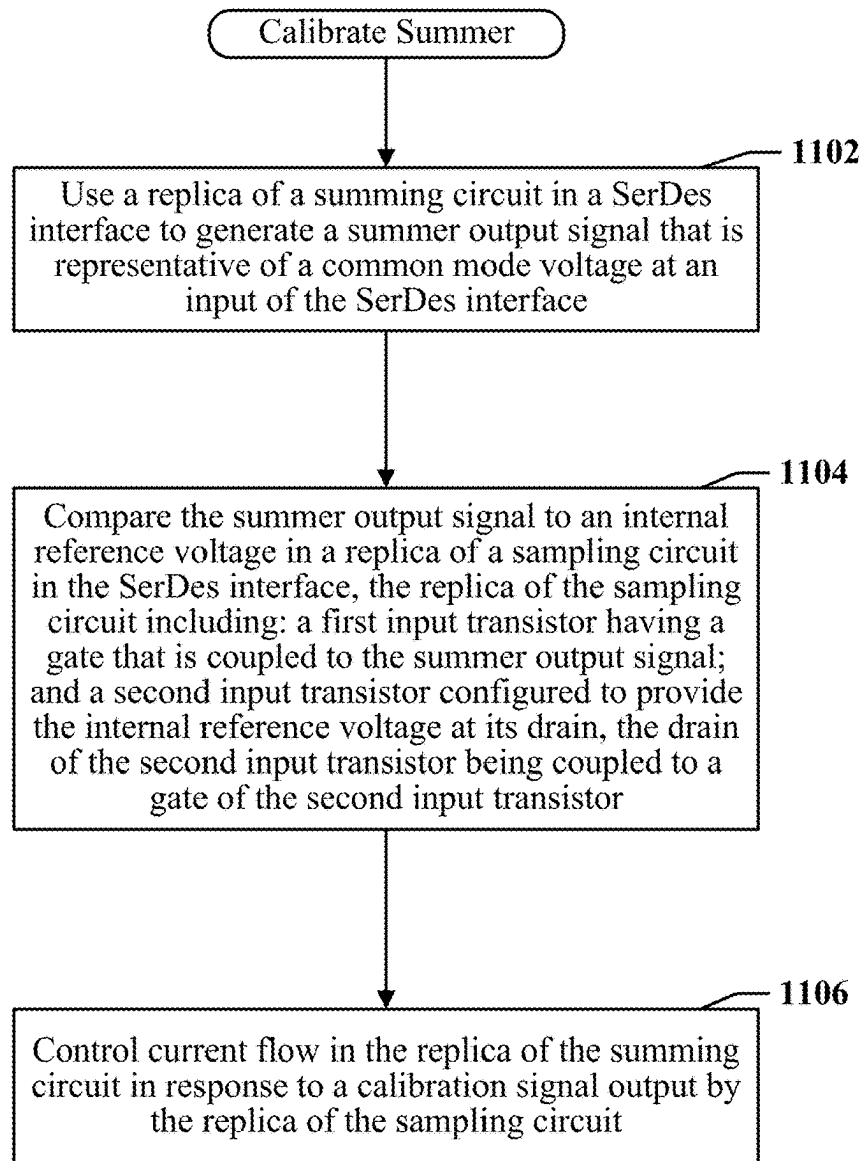 Calibrate Summer
1102
Use a replica of a summing circuit in a SerDes
interface to generate a summer output signal that is
representative of a common mode voltage at an
input of the SerDes interface
1104
Compare the summer output signal to an internal
reference voltage in a replica of a sampling circuit
in the SerDes interface, the replica of the sampling
circuit including: a first input transistor having a
gate that is coupled to the summer output signal;
and a second input transistor configured to provide
the internal reference voltage at its drain, the drain
of the second input transistor being coupled to a
gate of the second input transistor
1106
Control current flow in the replica of the summing
circuit in response to a calibration signal output by
the replica of the sampling circuit